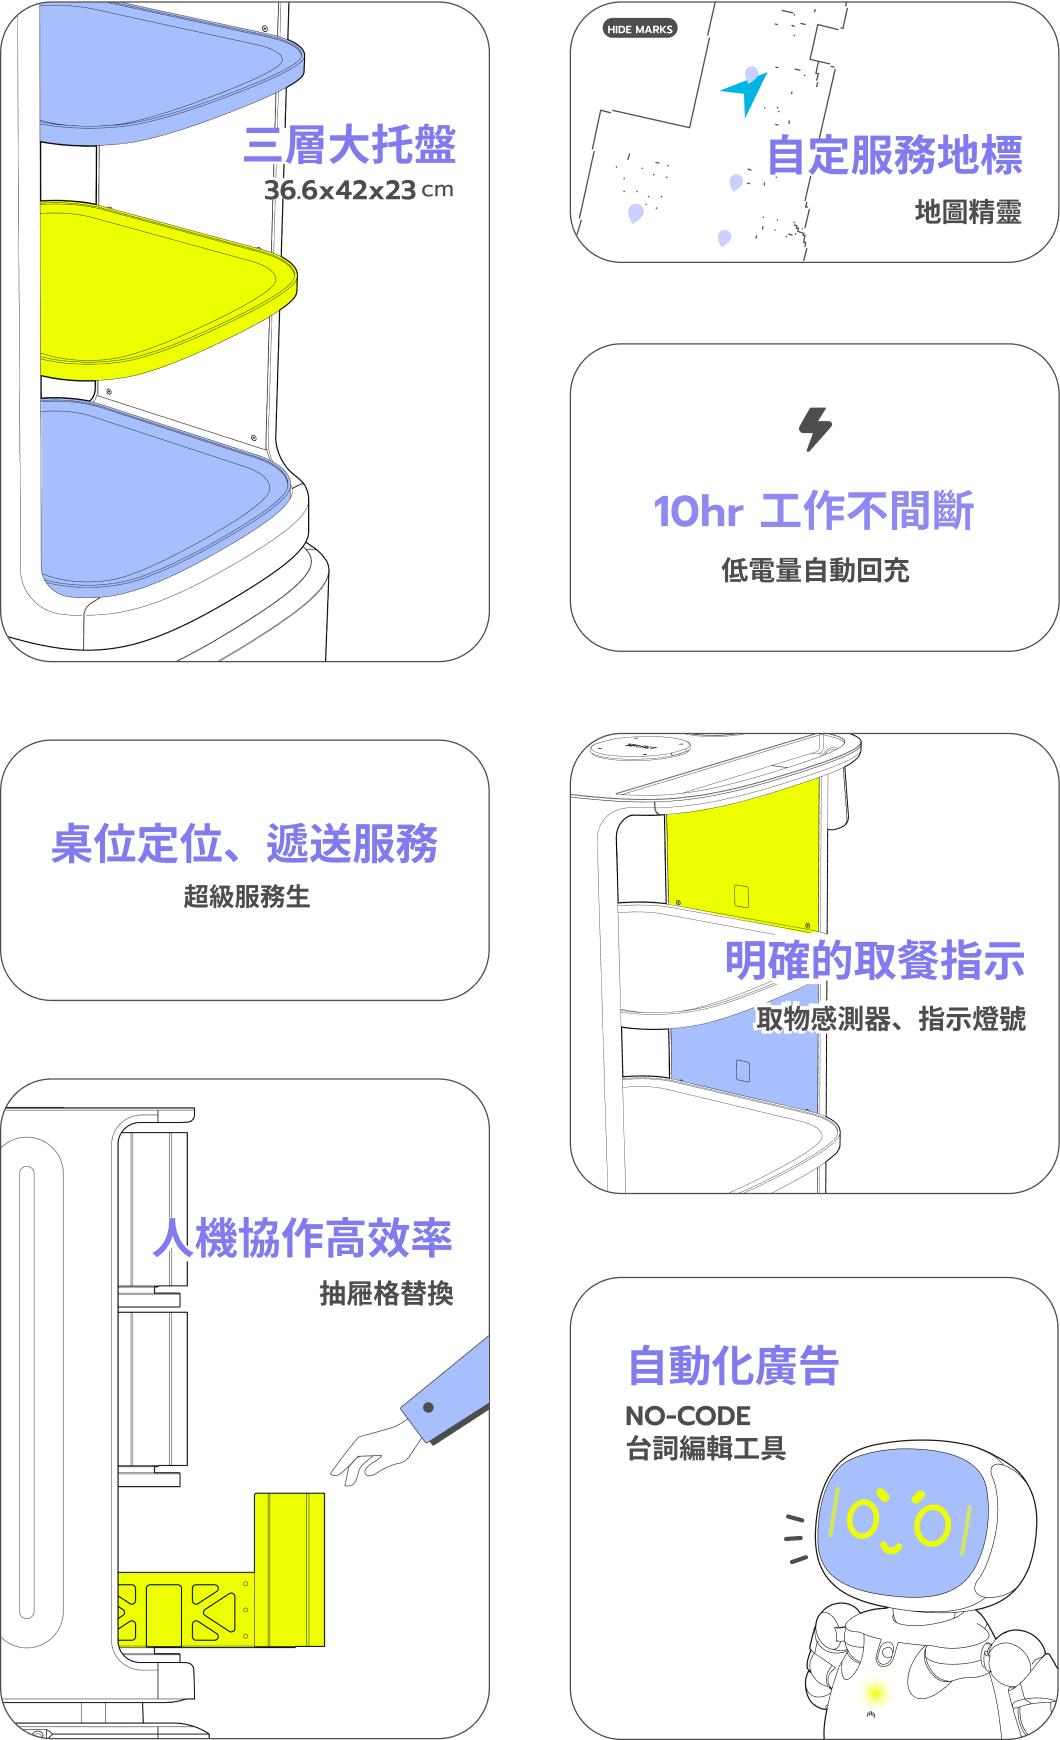 三層大托盤
36.6x42x23 cm
HIDE MARKS
自定服務地標
地圖精靈
10hr 工作不間斷
低電量自動回充
桌位定位、遞送服務
超級服務生
明確的取餐指示
取物感測器、指示燈號
人機協作高效率
抽屜格替換
自動化廣告
NO-CODE
台詞編輯工具